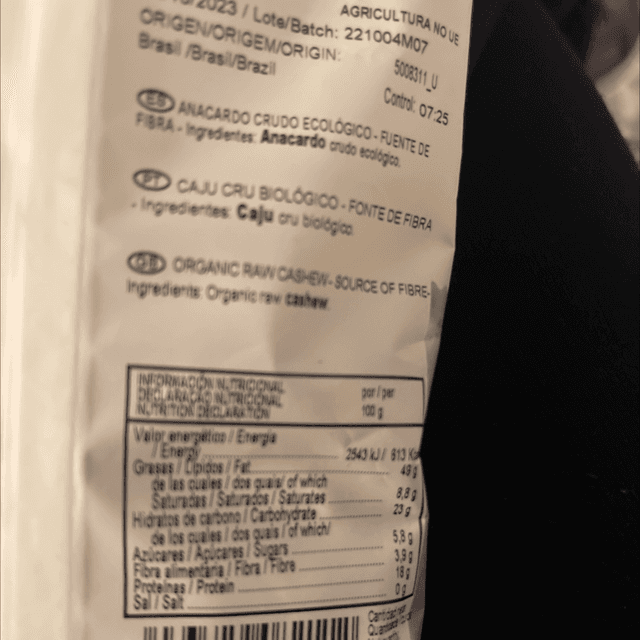 /2023 / Lote/Batch: 221004M07
AGRICULTURA NO UE
ORIGEN/ORIGEM/ORIGIN:
5008311_U
Brasil /Brasil/Brazil
Control: 07:25
ES ANACARDO CRUDO ECOLÓGICO - FUENTE DE
FIBRA - Ingredientes: Anacardo crudo ecológico.
PT CAJU CRU BIOLÓGICO - FONTE DE FIBRA
- Ingredientes: Caju cru biológico
GB ORGANIC RAW CASHEW - SOURCE OF FIBRE-
Ingredients: Organic raw cashew.
INFORMACIÓN NUTRICIONAL
DECLARAÇÃO NUTRICIONAL
NUTRITION DECLARATION
por / per
100 g
Valor energético / Energia
/ Energy 2543 kJ / 613 Kc
Grasas / Lípidos / Fat 48 g
de las cuales / dos quais/ of which
Saturadas / Saturados / Saturates 8,8 g
Hidratos de carbono / Carbohydrate 23 g
de los cuales / dos quais / of which/
Azúcares / Açúcares / Sugars 5,8 g
Fibra alimentaria / Fibra / Fibre 3,8 g
Proteínas / Proteín 18 g
Sal / Salt 0 g